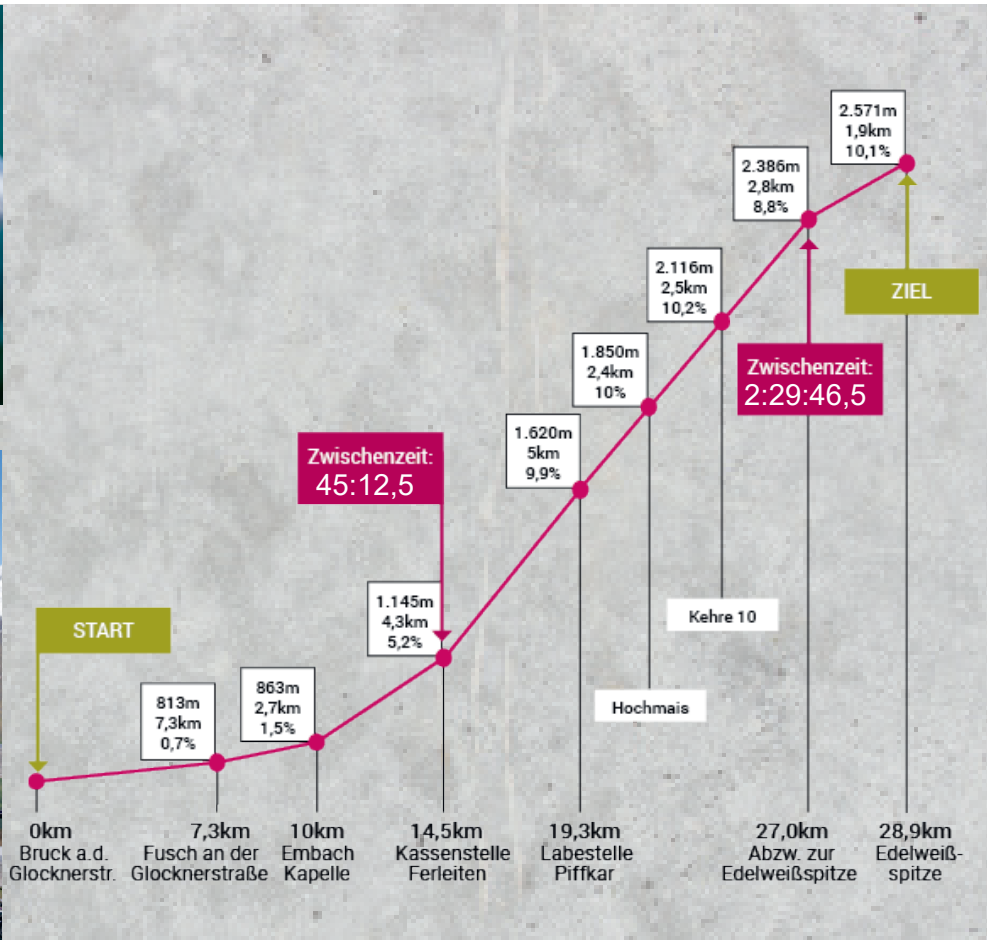 2.571m
1,9km
10,1%
2.386m
2,8km
8,8%
2.116m
2,5km
10,2%
ZIEL
1.850m
2,4km
10%
Zwischenzeit:
2:29:46,5
1.620m
5km
9,9%
Zwischenzeit:
45:12,5
1.145m
4,3km
5,2%
START
Kehre 10
813m
7,3km
0,7%
863m
2,7km
1,5%
Hochmais
0km
Bruck a.d.
Glocknerstr.
7,3km
Fusch an der
Glocknerstraße
10km
Embach
Kapelle
14,5km
Kassenstelle
Ferleiten
19,3km
Labestelle
Piffkar
27,0km
Abzw. zur
Edelweißspitze
28,9km
Edelweiß-
spitze